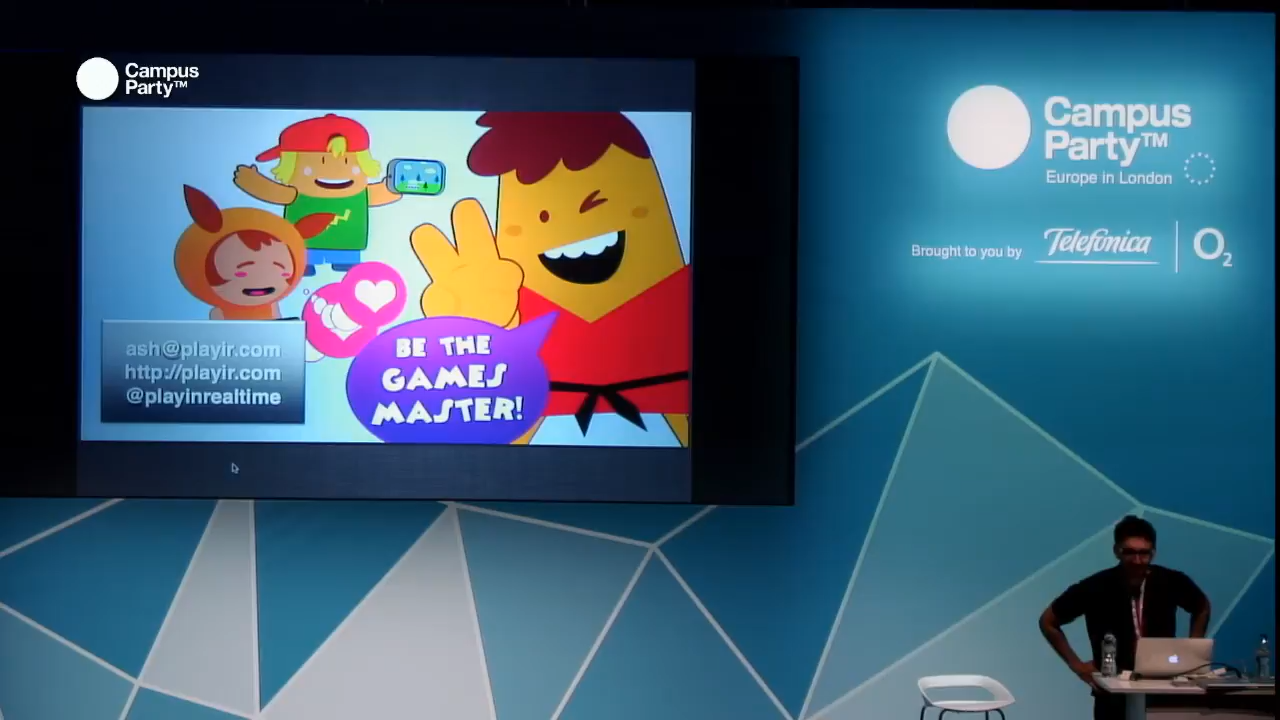 Campus
Party™
ash@playir.com
http://playir.com
@playinrealtime
BE THE
GAMES
MASTER!
Campus
Party™
Europe in London
Brought to you by
Telefónica
O2